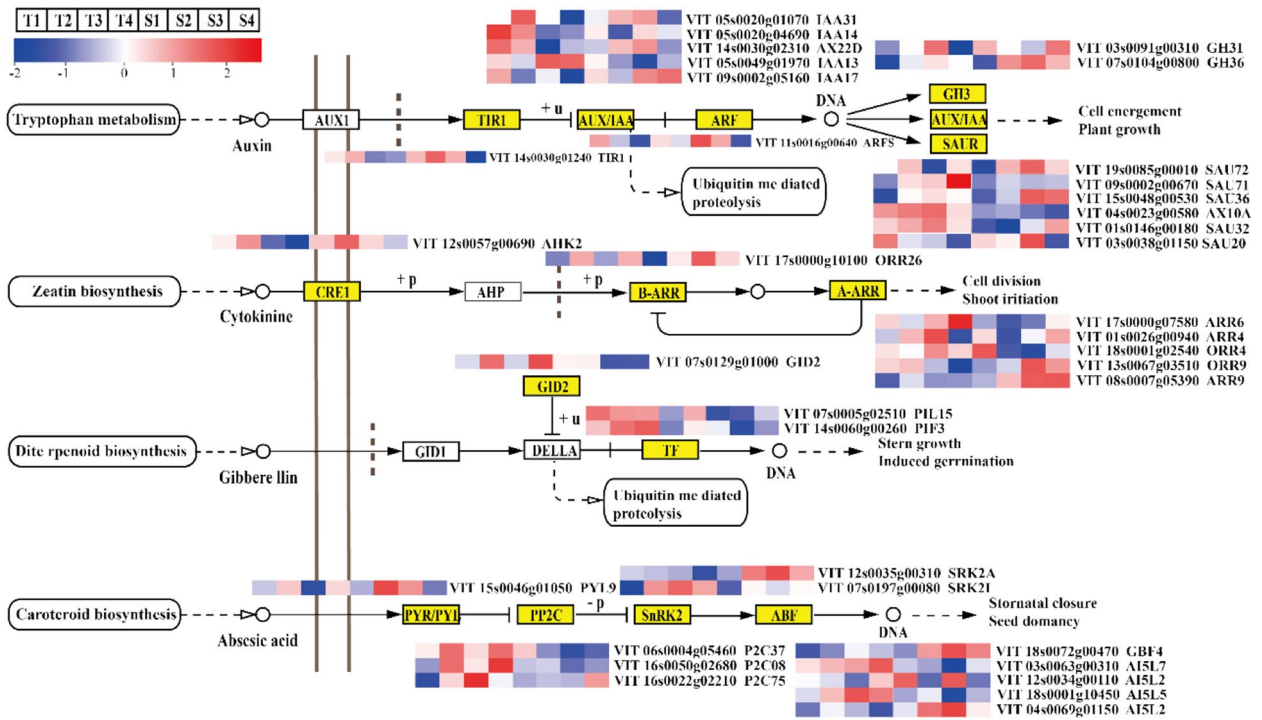 T1 T2 T3 T4 S1 S2 S3 S4
-2 -1 0 2
VIT 05s0020g01070 IAA31
VIT 05s0020g04690 IAA14
VIT 14s0030g02310 AX22D
VIT 05s0049g01970 IAA13
VIT 09s0002g05160 IAA17
VIT 03s0091g00310 GH31
VIT 07s0104g00800 GH36
Tryptophan metabolism
Auxin
AUX1
TIR1
+ u
AUX/IAA
ARF
DNA
GH3
AUX/IAA
SAUR
Cell energement
Plant growth
VIT 14s0030g01240 TIR1
VIT 11s0016g00640 ARFS
Ubiquitin me diated
proteolysis
VIT 19s0085g00010 SAU72
VIT 09s0002g00670 SAU71
VIT 15s0048g00530 SAU36
VIT 04s0023g00580 AX10A
VIT 01s0146g00180 SAU32
VIT 03s0038g01150 SAU20
VIT 12s0057g00690 AHK2
VIT 17s0000g10100 ORR26
Zeatin biosynthesis
Cytokinine
CRE1
+ p
AHP
+ p
B-ARR
A-ARR
Cell division
Shoot iritiation
VIT 17s0000g07580 ARR6
VIT 01s0026g00940 ARR4
VIT 18s0001g02540 ORR4
VIT 13s0067g03510 ORR9
VIT 08s0007g05390 ARR9
VIT 07s0129g01000 GID2
GID2
+ u
VIT 07s0005g02510 PIL15
VIT 14s0060g00260 PIF3
Dite rpenoid biosynthesis
Gibbere llin
GID1
DELLA
TF
DNA
Stern growth
Induced gerrnination
Ubiquitin me diated
proteolysis
VIT 15s0046g01050 PYL9
VIT 12s0035g00310 SRK2A
VIT 07s0197g00080 SRK2I
Caroteroid biosynthesis
Abscsic acid
PYR/PYL
PP2C
- p
SnRK2
ABF
DNA
Stornatal closure
Seed domancy
VIT 06s0004g05460 P2C37
VIT 16s0050g02680 P2C08
VIT 16s0022g02210 P2C75
VIT 18s0072g00470 GBF4
VIT 03s0063g00310 AI5L7
VIT 12s0034g00110 AI5L2
VIT 18s0001g10450 AI5L5
VIT 04s0069g01150 AI5L2